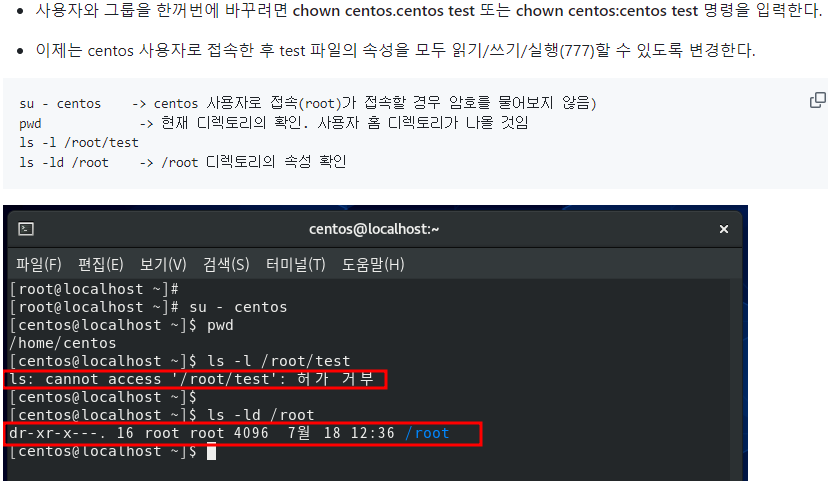 • 사용자와 그룹을 한꺼번에 바꾸려면 chown centos.centos test 또는 chown centos:centos test 명령을 입력한다.
• 이제는 centos 사용자로 접속한 후 test 파일의 속성을 모두 읽기/쓰기/실행(777)할 수 있도록 변경한다.
su - centos -> centos 사용자로 접속(root)가 접속할 경우 암호를 물어보지 않음)
pwd -> 현재 디렉토리의 확인. 사용자 홈 디렉토리가 나올 것임
ls -l /root/test
ls -ld /root -> /root 디렉토리의 속성 확인
centos@localhost:~
파일(F) 편집(E) 보기(V) 검색(S) 터미널(T) 도움말(H)
[root@localhost ~]#
[root@localhost ~]# su - centos
[centos@localhost ~]$ pwd
/home/centos
[centos@localhost ~]$ ls -l /root/test
ls: cannot access '/root/test': 허가 거부
[centos@localhost ~]$
[centos@localhost ~]$ ls -ld /root
dr-xr-x---. 16 root root 4096 7월 18 12:36 /root
[centos@localhost ~]$